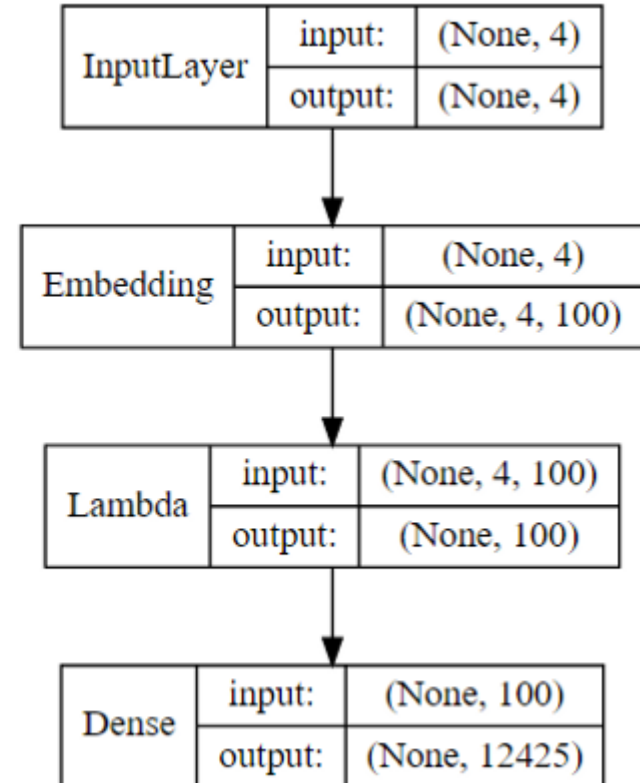 InputLayer
input: (None, 4)
output: (None, 4)
Embedding
input: (None, 4)
output: (None, 4, 100)
Lambda
input: (None, 4, 100)
output: (None, 100)
Dense
input: (None, 100)
output: (None, 12425)